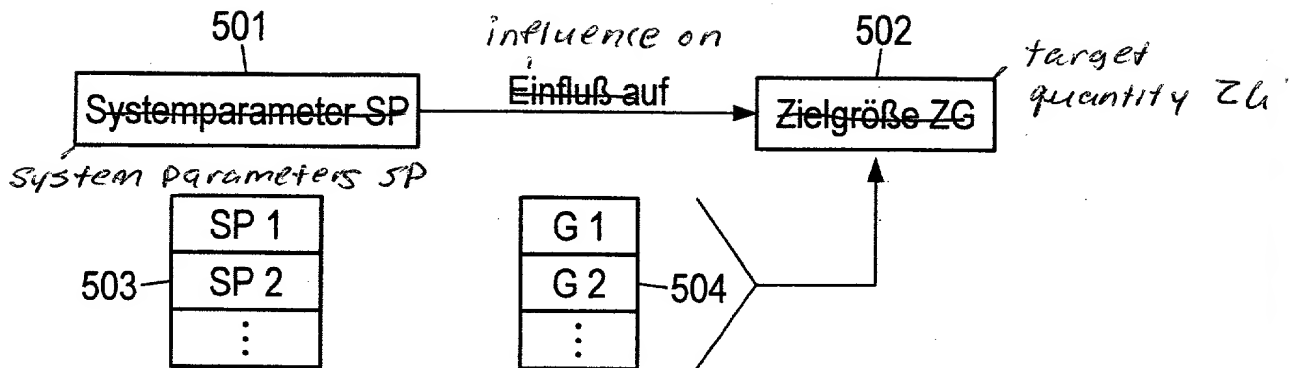 501
influence on
502
target
quantity ZG
Systemparameter SP
Einfluß auf
Zielgröße ZG
system parameters SP
SP 1
G 1
503
SP 2
G 2
504
⋮
⋮